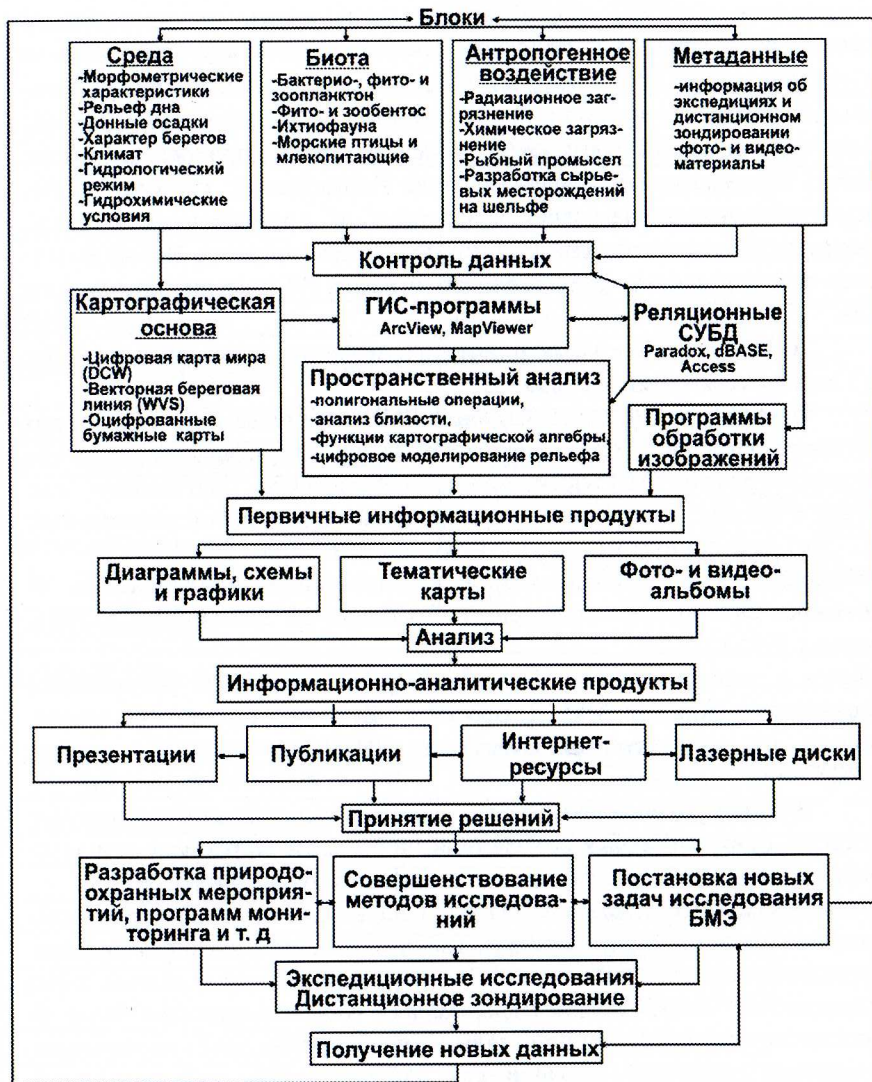 Блоки
Среда
-Морфометрические
характеристики
-Рельеф дна
-Донные осадки
-Характер берегов
-Климат
-Гидрологический
режим
-Гидрохимические
условия
Биота
-Бактерио-, фито- и
зоопланктон
-Фито- и зообентос
-Ихтиофауна
-Морские птицы и
млекопитающие
Антропогенное
воздействие
-Радиационное заг-
рязнение
-Химическое загряз-
нение
-Рыбный промысел
-Разработка сырье-
вых месторождений
на шельфе
Метаданные
-информация об
экспедициях и
дистанционном
зондировании
-фото- и видео-
материалы
Контроль данных
Картографическая
основа
-Цифровая карта мира
(DCW)
-Векторная береговая
линия (WVS)
-Оцифрованные
бумажные карты
ГИС-программы
ArcView, MapViewer
Реляционные
СУБД
Paradox, dBASE,
Access
Пространственный анализ
-полигональные операции,
-анализ близости,
-функции картографической алгебры,
-цифровое моделирование рельефа
Программы
обработки
изображений
Первичные информационные продукты
Диаграммы, схемы
и графики
Тематические
карты
Фото- и видео-
альбомы
Анализ
Информационно-аналитические продукты
Презентации
Публикации
Интернет-
ресурсы
Лазерные диски
Принятие решений
Разработка природо-
охранных мероприя-
тий, программ мони-
торинга и т. д
Совершенствование
методов исследова-
ний
Постановка новых
задач исследования
БМЭ
Экспедиционные исследования
Дистанционное зондирование
Получение новых данных